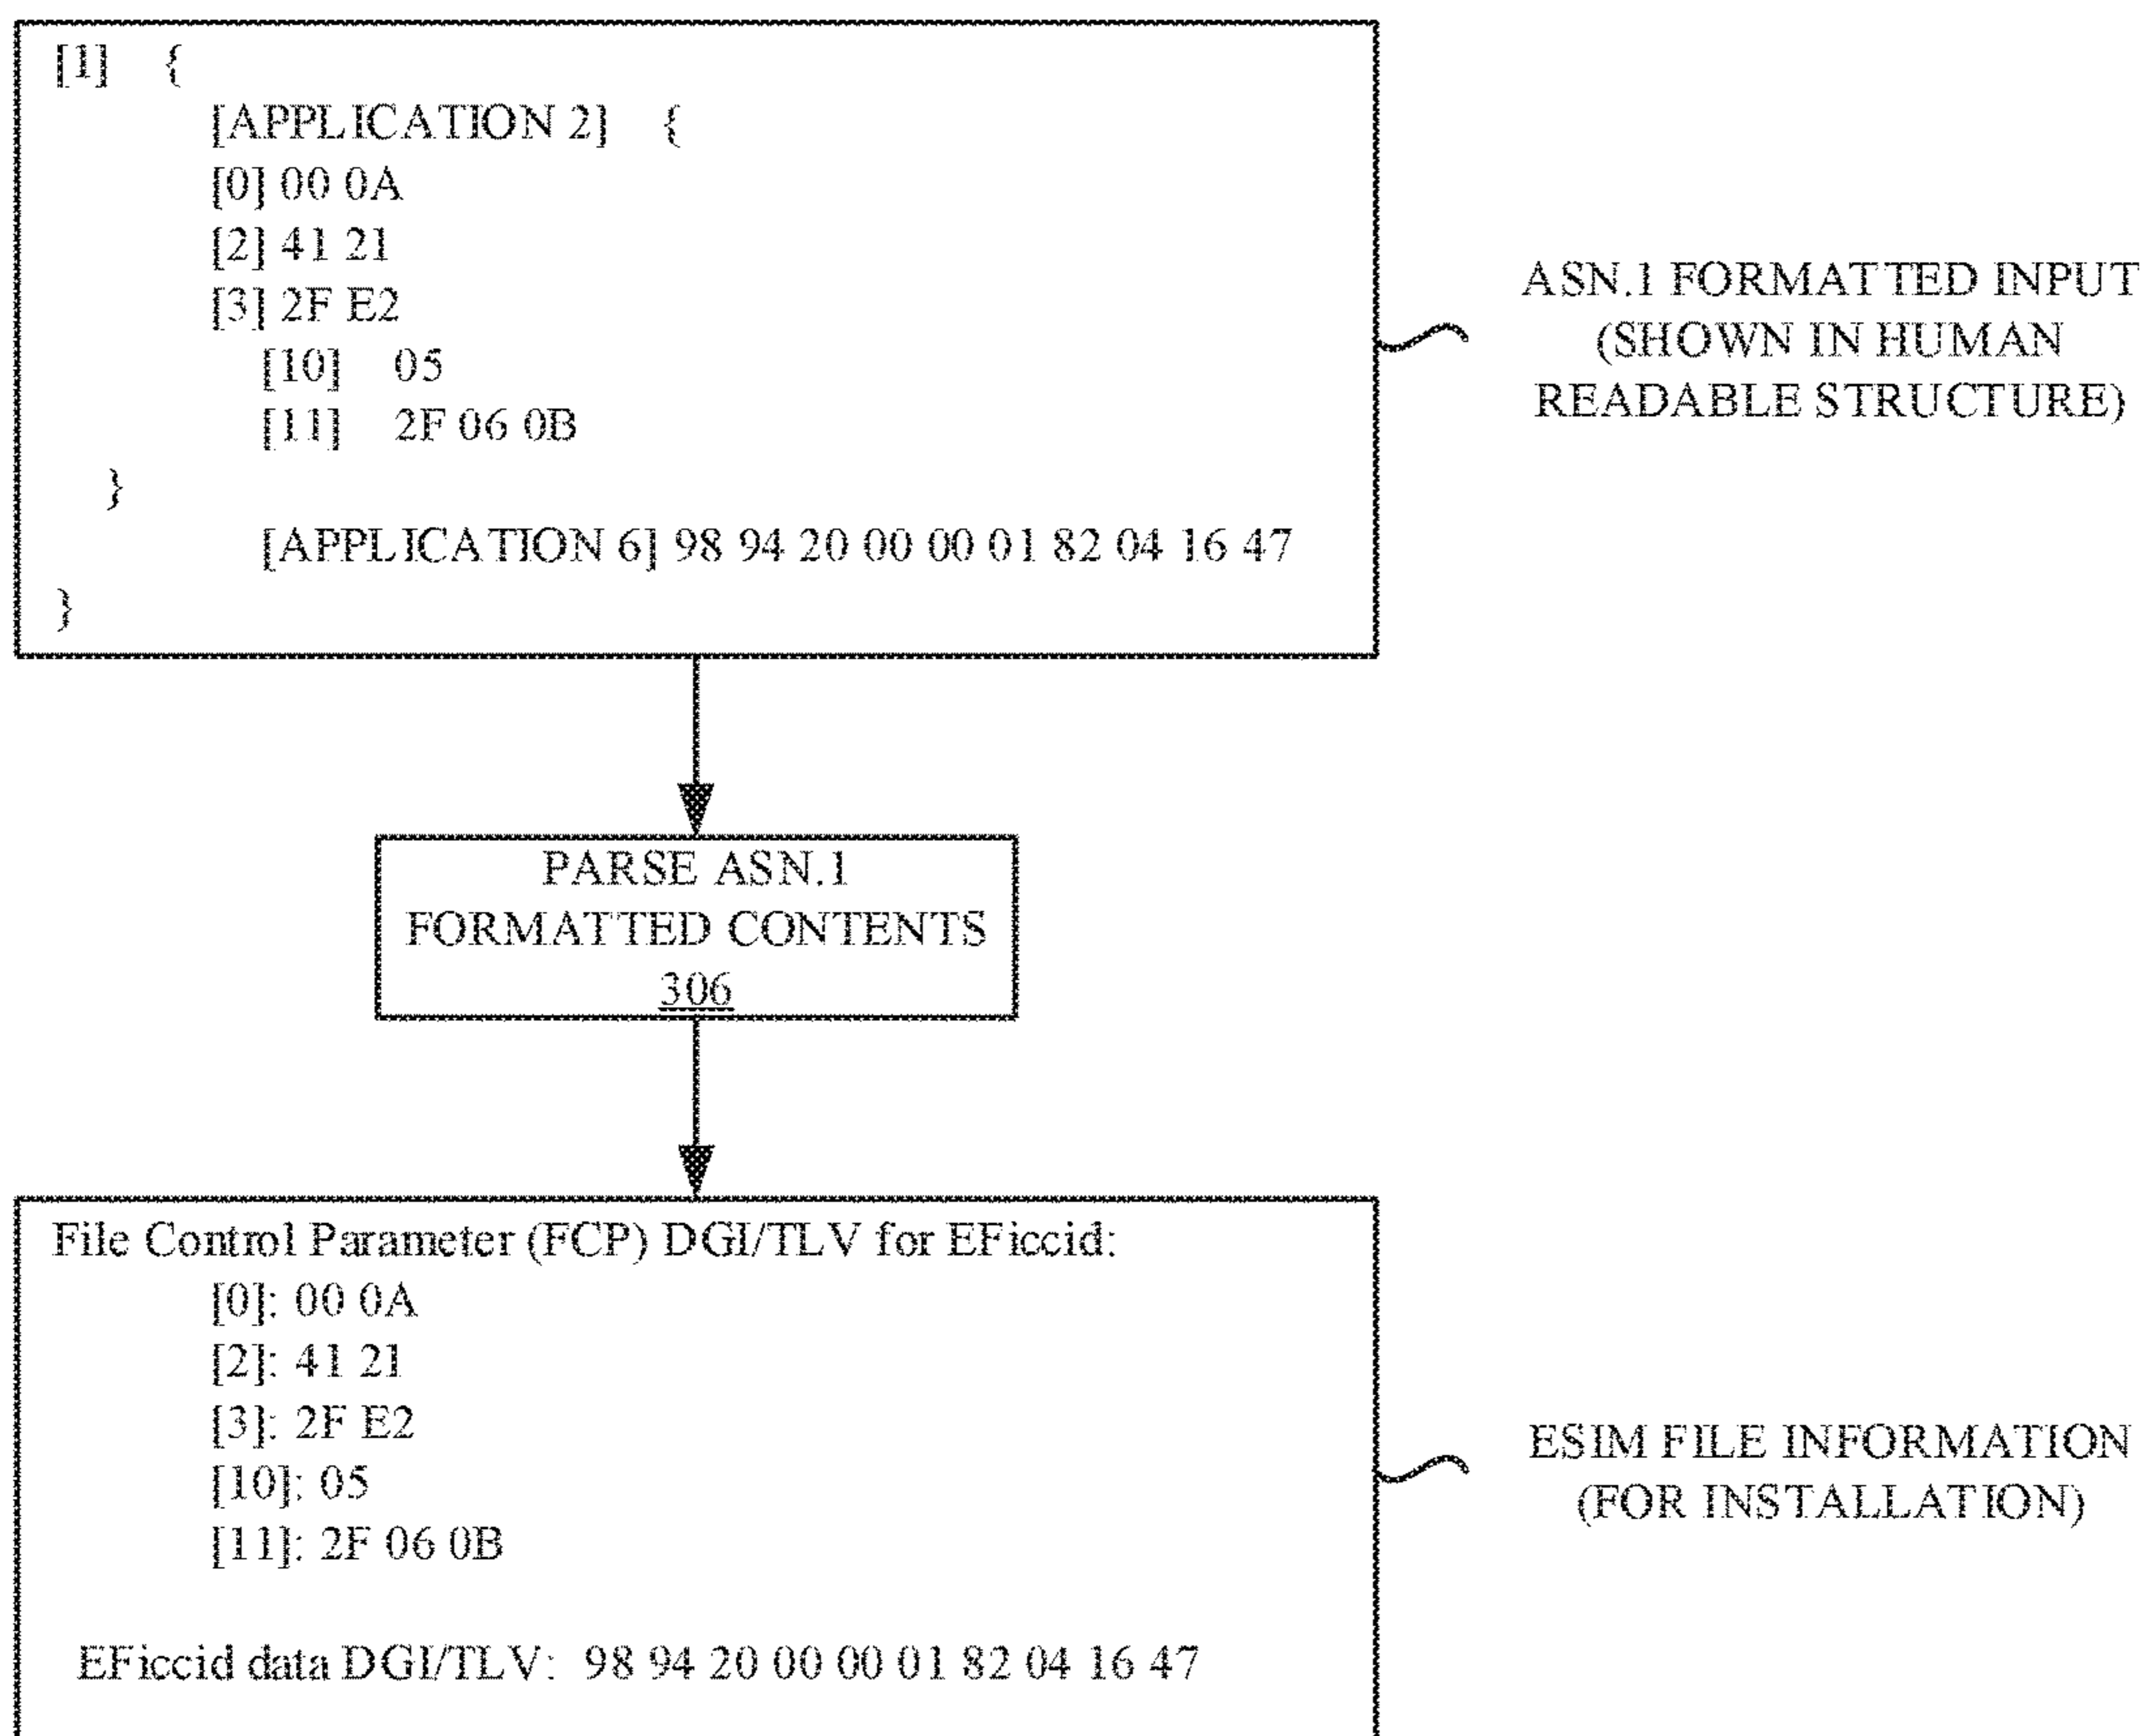 [1] {
[APPLICATION 2] {
[0] 00 0A
[2] 41 21
[3] 2F E2
[10] 05
[11] 2F 06 0B
}
[APPLICATION 6] 98 94 20 00 00 01 82 04 16 47
}
ASN.1 FORMATTED INPUT
(SHOWN IN HUMAN
READABLE STRUCTURE)
PARSE ASN.1
FORMATTED CONTENTS
306
File Control Parameter (FCP) DGI/TLV for EFiccid:
[0]: 00 0A
[2]: 41 21
[3]: 2F E2
[10]: 05
[11]: 2F 06 0B
EFiccid data DGI/TLV: 98 94 20 00 00 01 82 04 16 47
ESIM FILE INFORMATION
(FOR INSTALLATION)